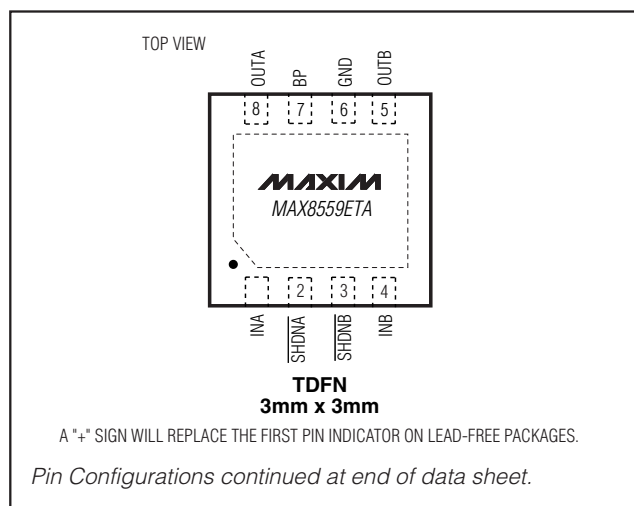 TOP VIEW
OUTA
BP
GND
OUTB
8
7
6
5
MAXIM
MAX8559ETA
2
3
4
INA
SHDNA
SHDNB
INB
TDFN
3mm x 3mm
A "+" SIGN WILL REPLACE THE FIRST PIN INDICATOR ON LEAD-FREE PACKAGES.
Pin Configurations continued at end of data sheet.